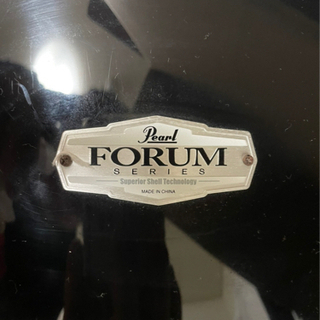 Pearl
FORUM
SERIES
Superior Shell Technology
MADE IN CHINA